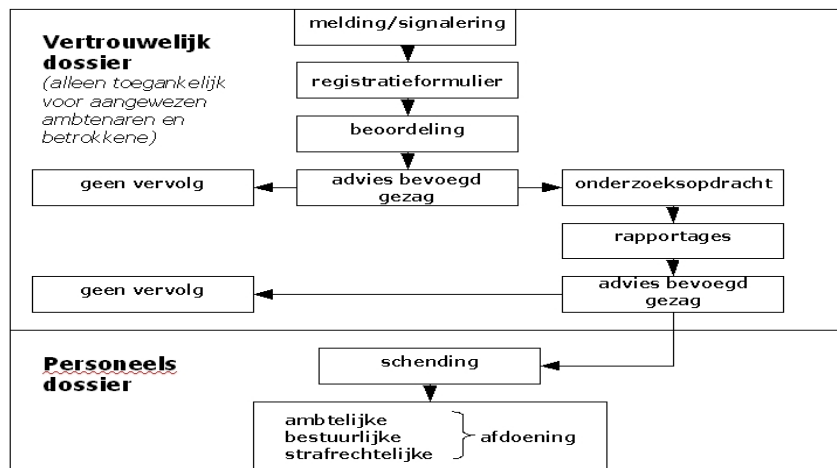 melding/signalering
Vertrouwelijk
dossier
(alleen toegankelijk
voor aangewezen
ambtenaren en
betrokkene)
registratieformulier
beoordeling
geen vervolg
advies bevoegd
gezag
onderzoeksopdracht
rapportages
geen vervolg
advies bevoegd
gezag
Personeels
dossier
schending
ambtelijke
bestuurlijke
strafrechtelijke
afdoening